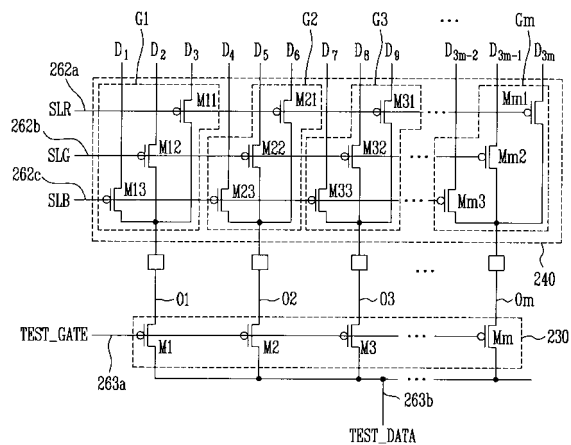 G1 G2 G3 ... Gm
D1 D2 D3 D4 D5 D6 D7 D8 D9 D3m-2 D3m-1 D3m
262a
SLR M11 M21 M31 ... Mm1
262b
SLG M12 M22 M32 ... Mm2
262c
SLB M13 M23 M33 ... Mm3
240
...
O1 O2 O3 Om
TEST_GATE M1 M2 M3 ... Mm 230
263a 263b ...
TEST_DATA